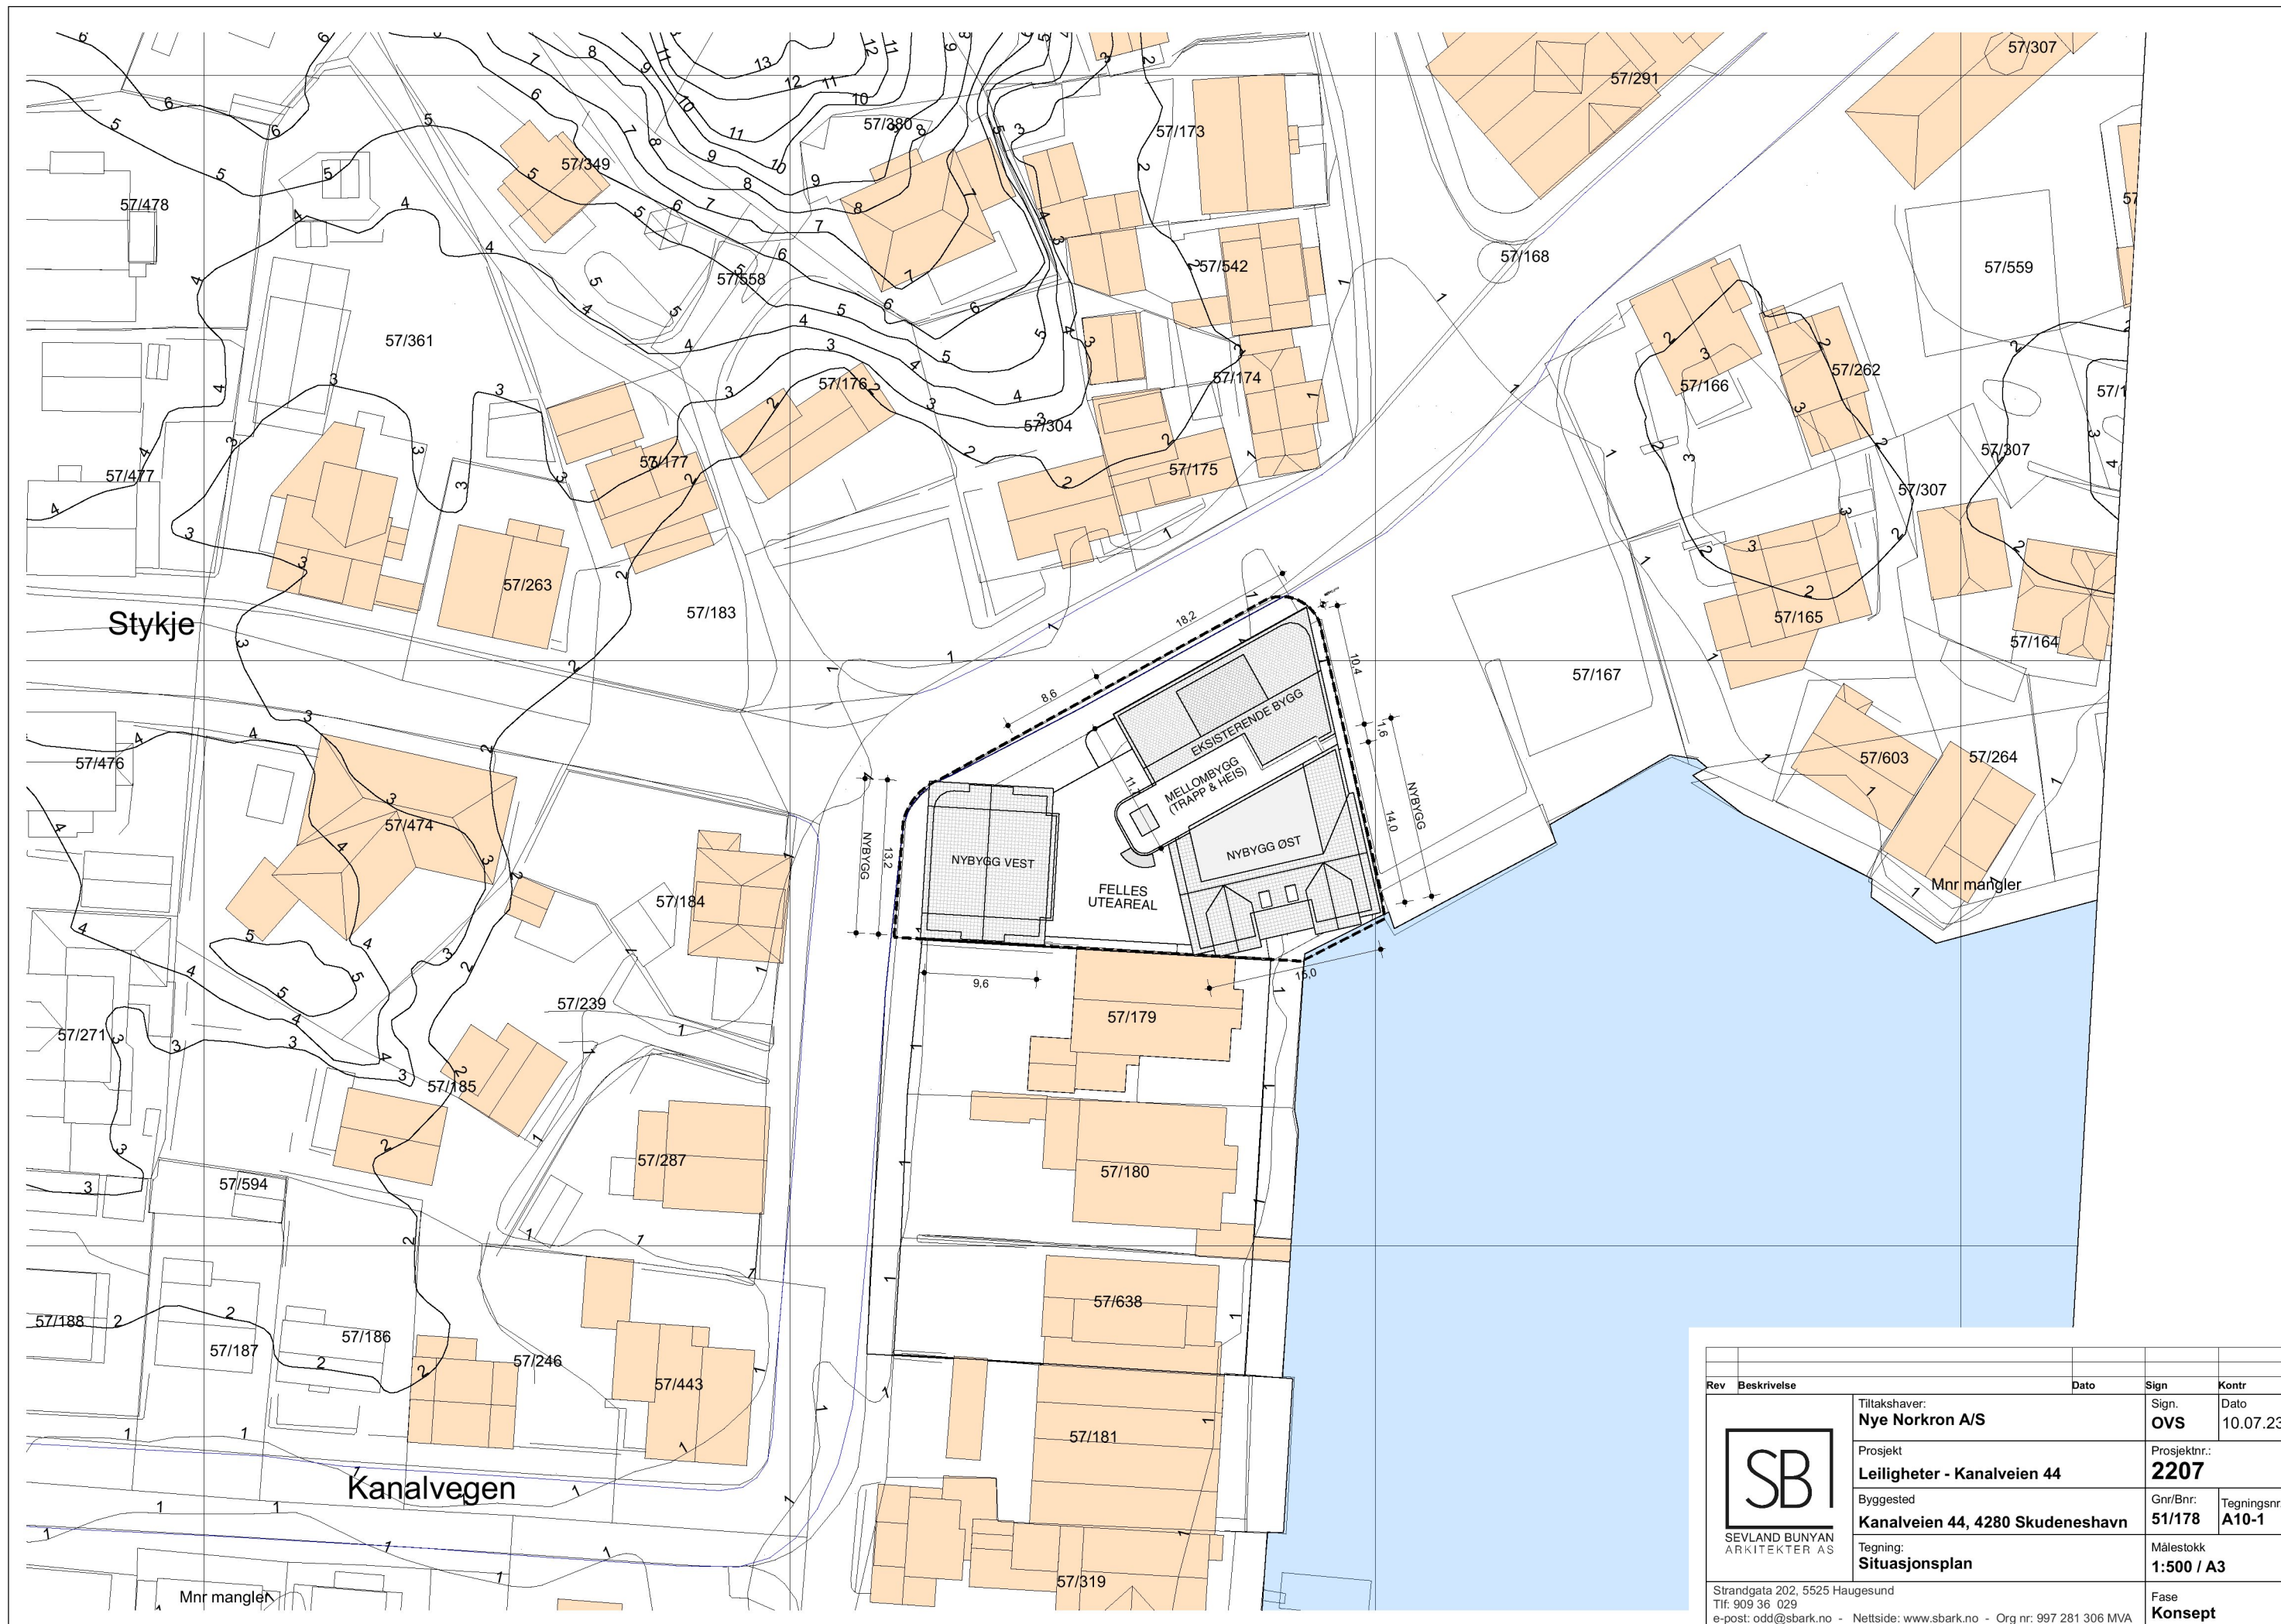 57/307
57/291
57/380
57/173
57/349
57/478
57/542
57/168
57/558
57/559
57/361
57/176
57/174
57/166
57/262
57/304
57/177
57/175
57/477
57/307
57/307
57/263
57/183
Stykje
57/165
57/164
57/167
18,2
8,6
10,4
1,6
EKSISTERENDE BYGG
MELLOMBYGG
(TRAPP & HEIS)
NYBYGG
14,0
NYBYGG ØST
NYBYGG VEST
NYBYGG
13,2
FELLES
UTEAREAL
9,6
15,0
57/476
57/474
57/603
57/264
Mnr mangler
57/184
57/239
57/271
57/185
57/179
57/287
57/180
57/594
57/638
57/188
57/187
57/186
57/246
57/443
57/181
Kanalvegen
57/319
Mnr mangler
Rev Beskrivelse Dato Sign Kontr
Tiltakshaver:
Nye Norkron A/S
Sign.
OVS
Dato
10.07.23
Prosjekt
Leiligheter - Kanalveien 44
Prosjektnr.:
2207
Byggested
Kanalveien 44, 4280 Skudeneshavn
Gnr/Bnr:
51/178
Tegningsnr.
A10-1
Tegning:
Situasjonsplan
Målestokk
1:500 / A3
SB
SEVLAND BUNYAN
ARKITEKTER AS
Strandgata 202, 5525 Haugesund
Tlf: 909 36 029
e-post: odd@sbark.no - Nettside: www.sbark.no - Org nr: 997 281 306 MVA
Fase
Konsept